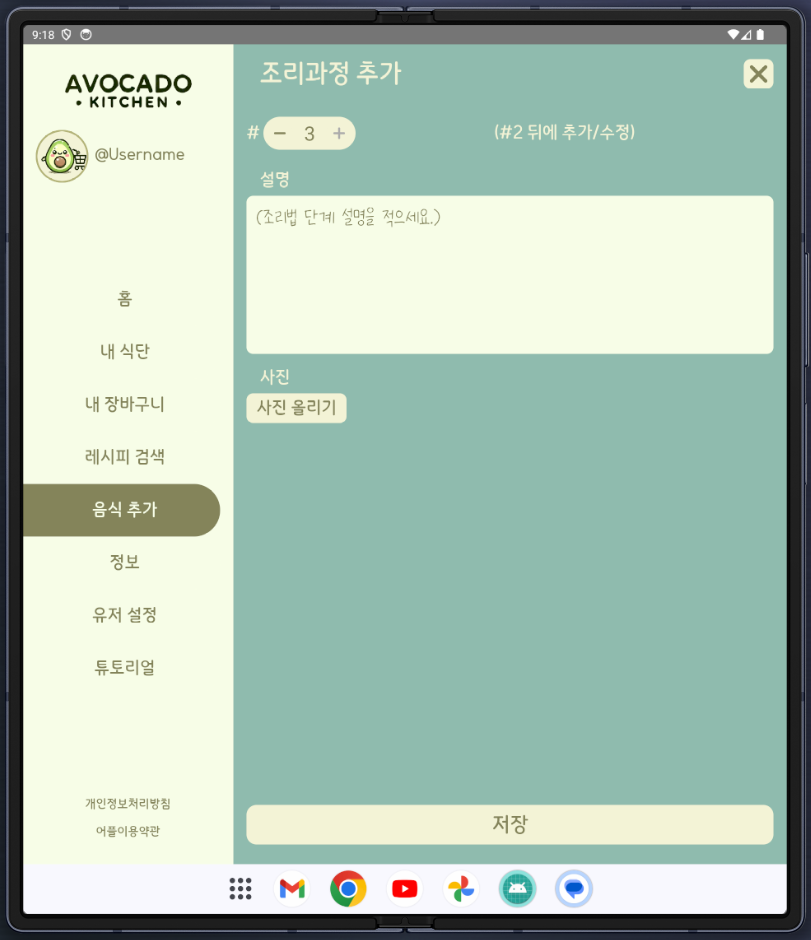 9:18
AVOCADO
• KITCHEN •
@Username
홈
내 식단
내 장바구니
레시피 검색
음식 추가
정보
유저 설정
튜토리얼
개인정보처리방침
어플이용약관
조리과정 추가
# − 3 + (#2 뒤에 추가/수정)
설명
(조리법 단계 설명을 적으세요.)
사진
사진 올리기
저장